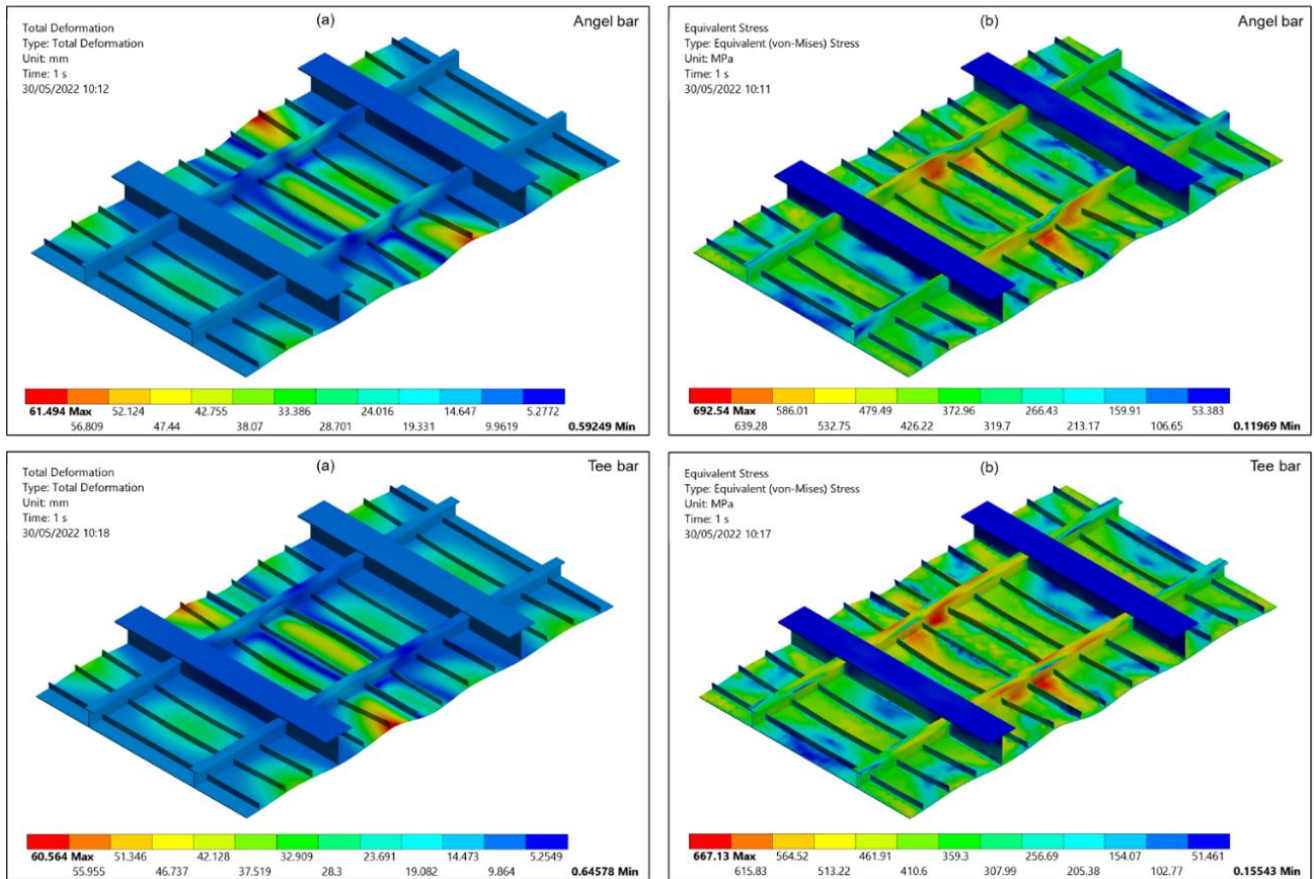 (a)
Angel bar
Total Deformation
Type: Total Deformation
Unit: mm
Time: 1 s
30/05/2022 10:12
61.494 Max 52.124 42.755 33.386 24.016 14.647 5.2772
56.809 47.44 38.07 28.701 19.331 9.9619 0.59249 Min
(b)
Angel bar
Equivalent Stress
Type: Equivalent (von-Mises) Stress
Unit: MPa
Time: 1 s
30/05/2022 10:11
692.54 Max 586.01 479.49 372.96 266.43 159.91 53.383
639.28 532.75 426.22 319.7 213.17 106.65 0.11969 Min
(a)
Tee bar
Total Deformation
Type: Total Deformation
Unit: mm
Time: 1 s
30/05/2022 10:18
60.564 Max 51.346 42.128 32.909 23.691 14.473 5.2549
55.955 46.737 37.519 28.3 19.082 9.864 0.64578 Min
(b)
Tee bar
Equivalent Stress
Type: Equivalent (von-Mises) Stress
Unit: MPa
Time: 1 s
30/05/2022 10:17
667.13 Max 564.52 461.91 359.3 256.69 154.07 51.461
615.83 513.22 410.6 307.99 205.38 102.77 0.15543 Min